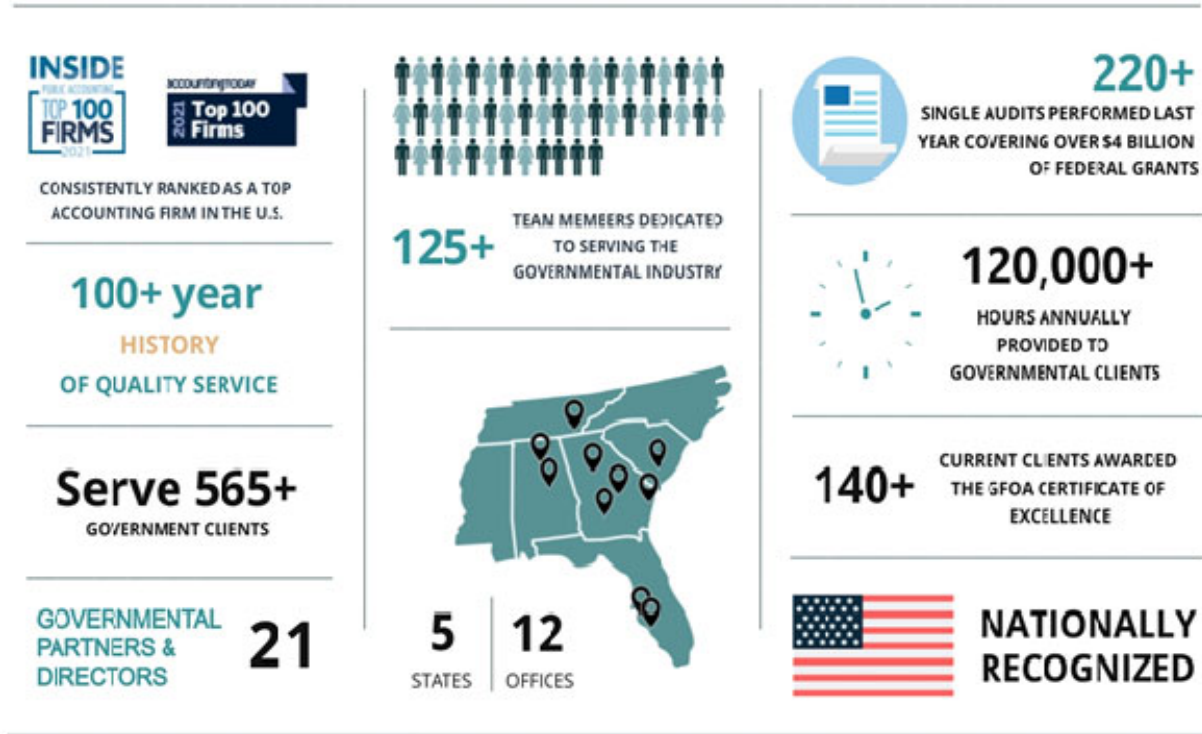 INSIDE
PUBLIC ACCOUNTING
TOP 100
FIRMS
2021
ACCOUNTINGTODAY
2021
Top 100
Firms
CONSISTENTLY RANKED AS A TOP
ACCOUNTING FIRM IN THE U.S.
100+ year
HISTORY
OF QUALITY SERVICE
Serve 565+
GOVERNMENT CLIENTS
GOVERNMENTAL
PARTNERS &
DIRECTORS
21
125+
TEAM MEMBERS DEDICATED
TO SERVING THE
GOVERNMENTAL INDUSTRY
5
STATES
12
OFFICES
220+
SINGLE AUDITS PERFORMED LAST
YEAR COVERING OVER $4 BILLION
OF FEDERAL GRANTS
120,000+
HOURS ANNUALLY
PROVIDED TO
GOVERNMENTAL CLIENTS
140+
CURRENT CLIENTS AWARDED
THE GFOA CERTIFICATE OF
EXCELLENCE
NATIONALLY
RECOGNIZED